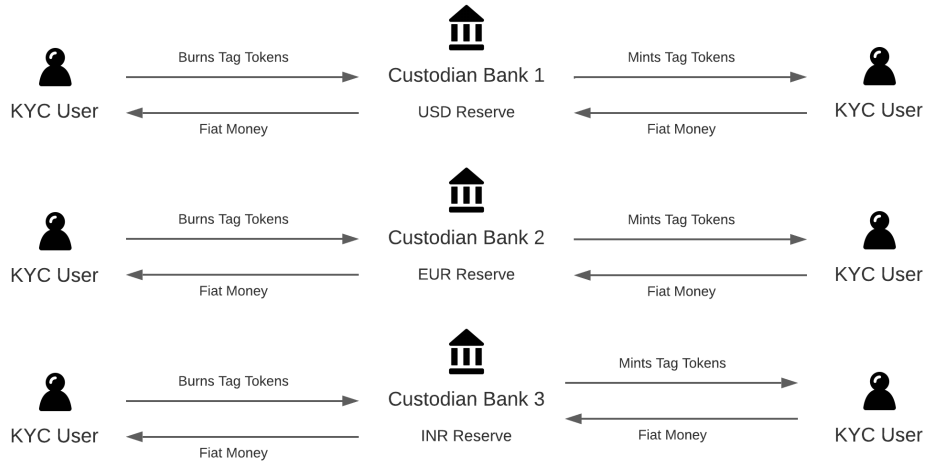 Burns Tag Tokens
Mints Tag Tokens
KYC User
Custodian Bank 1
KYC User
USD Reserve
Fiat Money
Fiat Money
Burns Tag Tokens
Mints Tag Tokens
KYC User
Custodian Bank 2
KYC User
EUR Reserve
Fiat Money
Fiat Money
Burns Tag Tokens
Mints Tag Tokens
KYC User
Custodian Bank 3
KYC User
INR Reserve
Fiat Money
Fiat Money